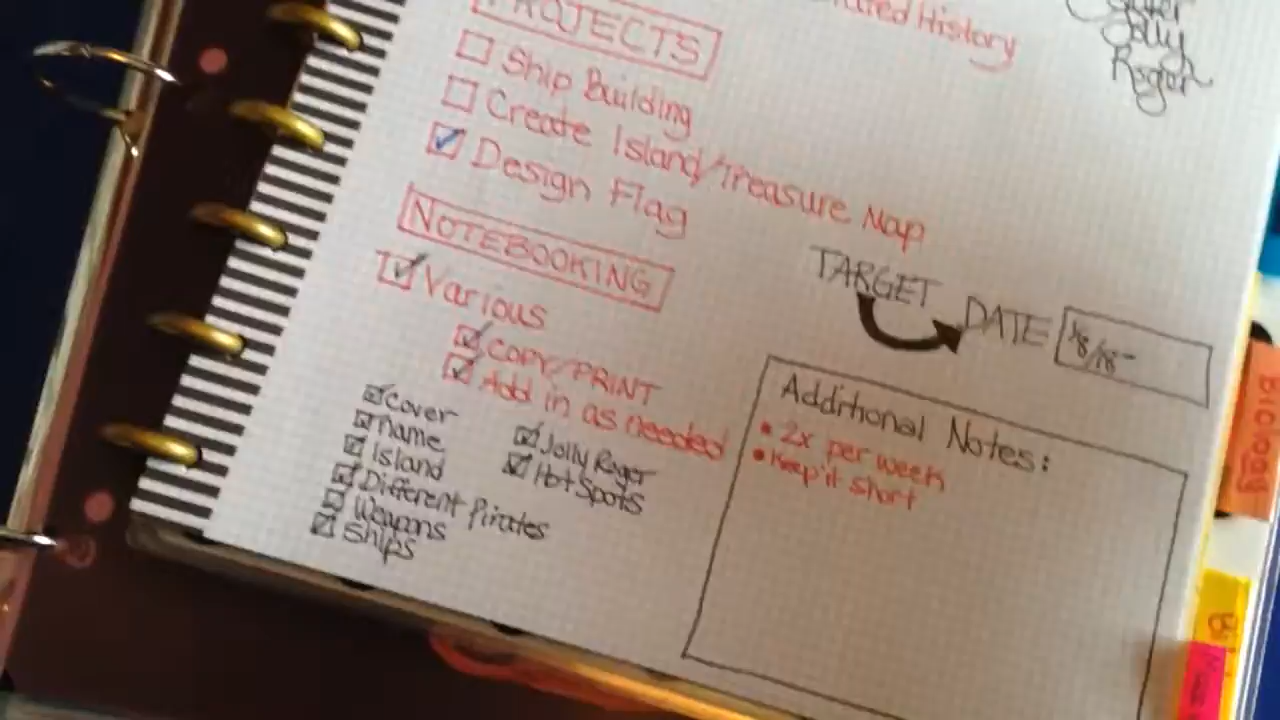 History
Jolly
Roger
PROJECTS
Ship Building
Create Island/Treasure Map
Design Flag
NOTEBOOKING
Various
COPY/PRINT
Add in as needed
Cover
name
Island
Different Pirates
Weapons
Ships
Jolly Roger
Hot Spots
TARGET
DATE
Additional Notes:
• 2x per week
• Keep it short
BIOlOgy